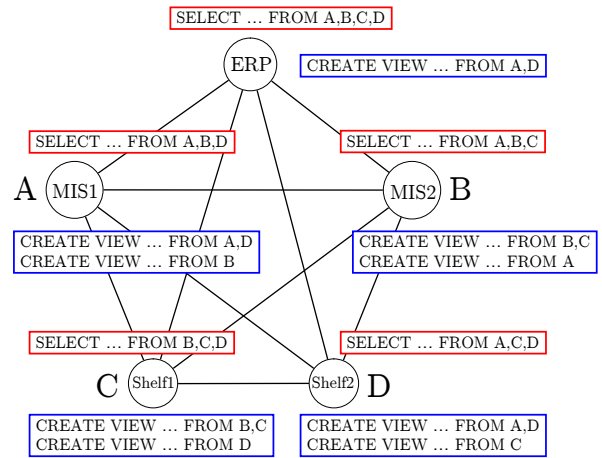 SELECT ... FROM A,B,C,D
ERP
CREATE VIEW ... FROM A,D
SELECT ... FROM A,B,D
SELECT ... FROM A,B,C
A
MIS1
MIS2
B
CREATE VIEW ... FROM A,D
CREATE VIEW ... FROM B
CREATE VIEW ... FROM B,C
CREATE VIEW ... FROM A
SELECT ... FROM B,C,D
SELECT ... FROM A,C,D
C
Shelf1
Shelf2
D
CREATE VIEW ... FROM B,C
CREATE VIEW ... FROM D
CREATE VIEW ... FROM A,D
CREATE VIEW ... FROM C